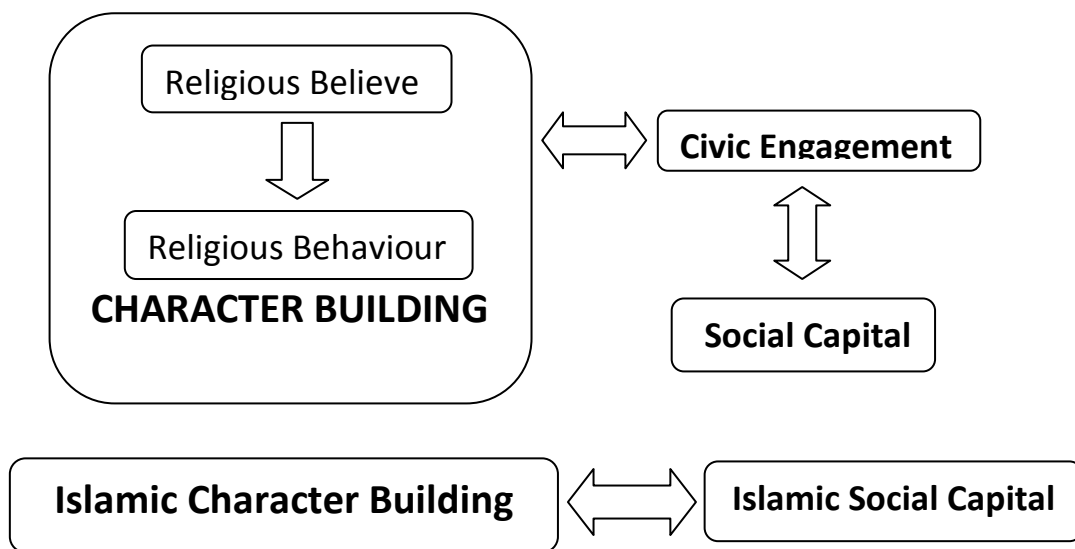 Religious Believe
Civic Engagement
Religious Behaviour
CHARACTER BUILDING
Social Capital
Islamic Character Building
Islamic Social Capital